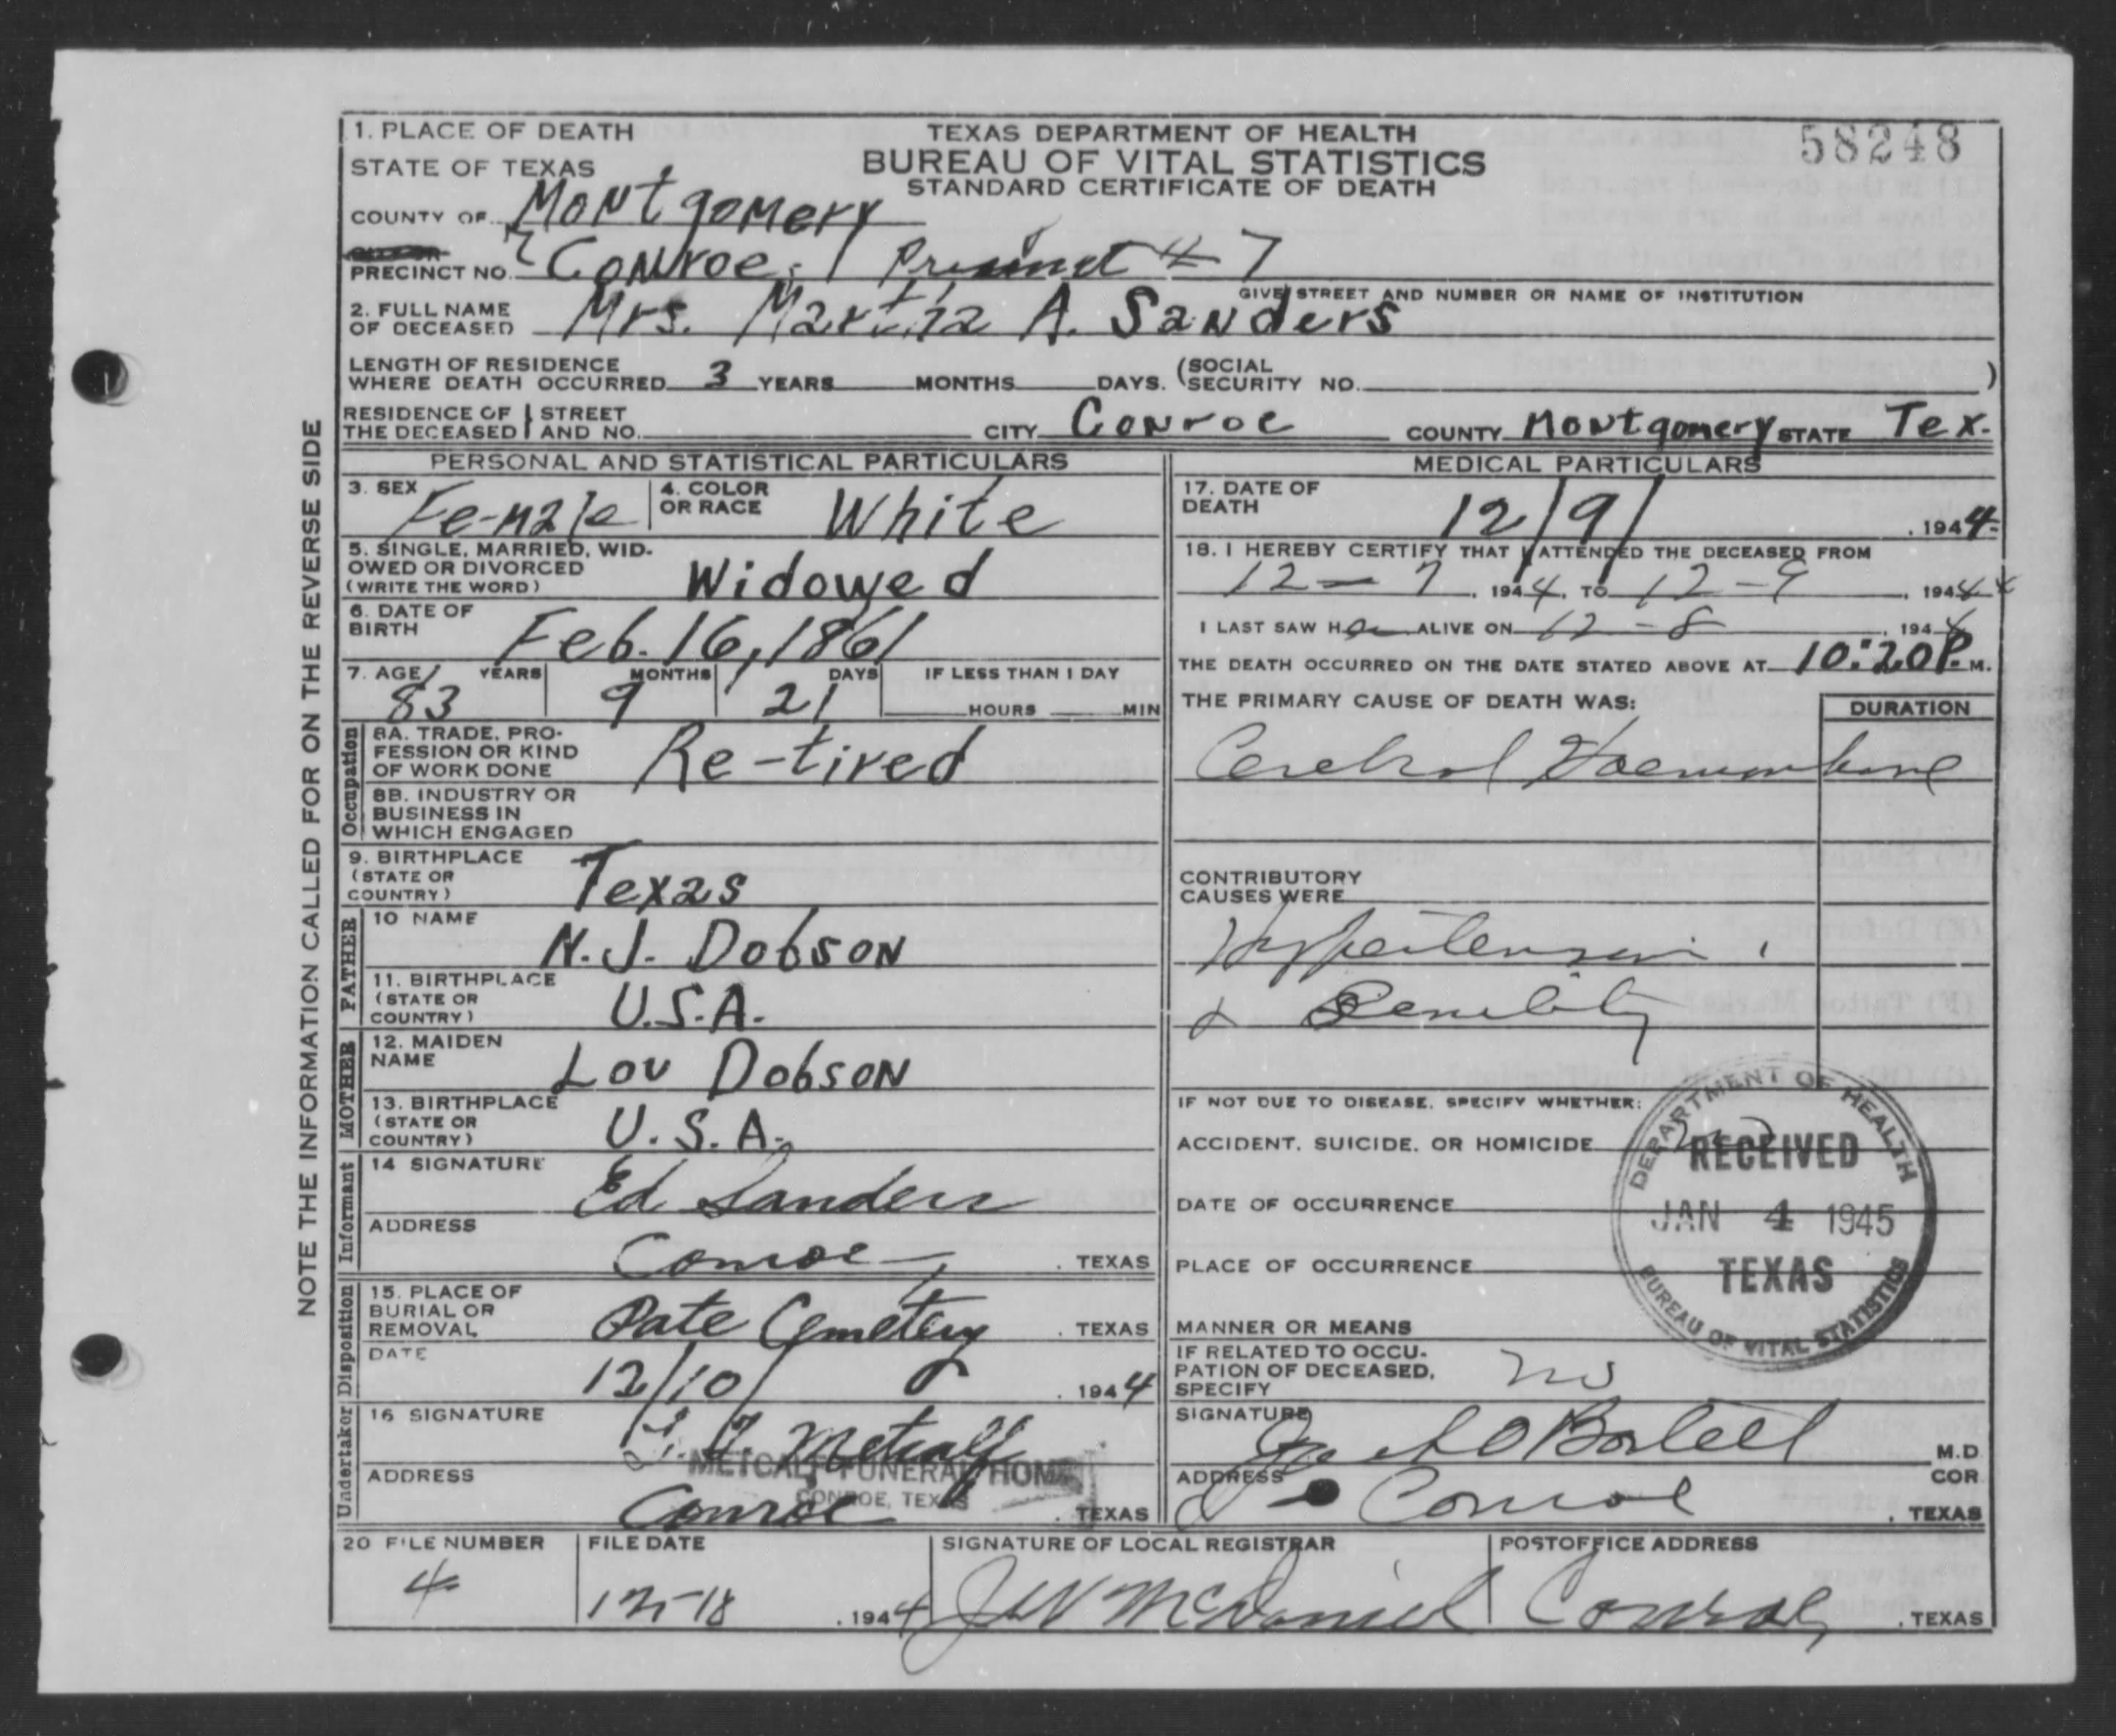 1. PLACE OF DEATH
TEXAS DEPARTMENT OF HEALTH
58248
STATE OF TEXAS
BUREAU OF VITAL STATISTICS
STANDARD CERTIFICATE OF DEATH
COUNTY OF Montgomery
PRECINCT NO. Conroe. Precinct # 7
GIVE STREET AND NUMBER OR NAME OF INSTITUTION
2. FULL NAME
OF DECEASED Mrs. Martha A. Sanders
LENGTH OF RESIDENCE
WHERE DEATH OCCURRED 3 YEARS MONTHS DAYS. (SOCIAL SECURITY NO. )
RESIDENCE OF THE DECEASED STREET AND NO. CITY Conroe COUNTY Montgomery STATE Tex.
PERSONAL AND STATISTICAL PARTICULARS
3. SEX Fe-male 4. COLOR OR RACE White
5. SINGLE, MARRIED, WID-
OWED OR DIVORCED
(WRITE THE WORD) Widowed
6. DATE OF
BIRTH Feb. 16, 1861
7. AGE YEARS MONTHS DAYS IF LESS THAN 1 DAY
83 9 21 HOURS MIN
Occupation
8A. TRADE, PRO-
FESSION OR KIND
OF WORK DONE Re-tired
8B. INDUSTRY OR
BUSINESS IN
WHICH ENGAGED
9. BIRTHPLACE
(STATE OR
COUNTRY) Texas
FATHER
10 NAME N. J. Dobson
11. BIRTHPLACE
(STATE OR
COUNTRY) U.S.A.
MOTHER
12. MAIDEN
NAME Lou Dobson
13. BIRTHPLACE
(STATE OR
COUNTRY) U.S.A.
Informant
14 SIGNATURE Ed Sanders
ADDRESS Conroe, TEXAS
Disposition
15. PLACE OF
BURIAL OR
REMOVAL Pate Cemetery . TEXAS
DATE 12/10/ . 1944
Undertaker
16 SIGNATURE Metcalf
METCALF FUNERAL HOME
CONROE, TEXAS
ADDRESS Conroe . TEXAS
MEDICAL PARTICULARS
17. DATE OF
DEATH 12/9/ . 1944
18. I HEREBY CERTIFY THAT I ATTENDED THE DECEASED FROM
12-7, 1944, TO 12-9, 1944
I LAST SAW HER ALIVE ON 12-8, 1944
THE DEATH OCCURRED ON THE DATE STATED ABOVE AT 10:20 P. M.
THE PRIMARY CAUSE OF DEATH WAS: DURATION
Cerebral Haemorrhage
CONTRIBUTORY
CAUSES WERE
Hypertension,
& Senility
IF NOT DUE TO DISEASE, SPECIFY WHETHER:
ACCIDENT, SUICIDE, OR HOMICIDE
DATE OF OCCURRENCE
PLACE OF OCCURRENCE
MANNER OR MEANS
DEPARTMENT OF HEALTH
RECEIVED
JAN 4 1945
TEXAS
BUREAU OF VITAL STATISTICS
IF RELATED TO OCCU-
PATION OF DECEASED,
SPECIFY no
SIGNATURE M.D
ADDRESS Conroe COR
. TEXAS
20 FILE NUMBER FILE DATE SIGNATURE OF LOCAL REGISTRAR POSTOFFICE ADDRESS
4 12-18 . 1944 JW McDaniel Conroe, . TEXAS
NOTE THE INFORMATION CALLED FOR ON THE REVERSE SIDE